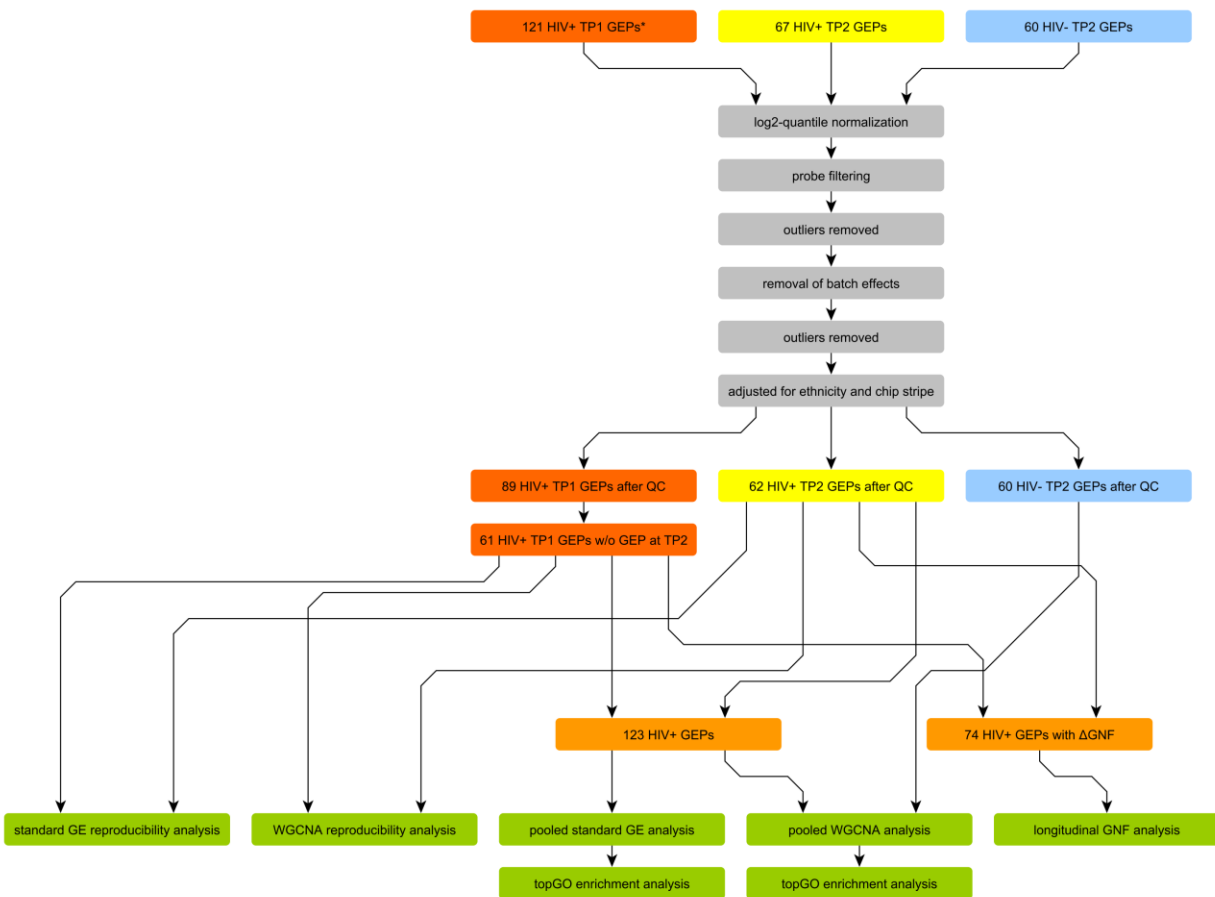 121 HIV+ TP1 GEPs*
67 HIV+ TP2 GEPs
60 HIV- TP2 GEPs
log2-quantile normalization
probe filtering
outliers removed
removal of batch effects
outliers removed
adjusted for ethnicity and chip stripe
89 HIV+ TP1 GEPs after QC
62 HIV+ TP2 GEPs after QC
60 HIV- TP2 GEPs after QC
61 HIV+ TP1 GEPs w/o GEP at TP2
123 HIV+ GEPs
74 HIV+ GEPs with ΔGNF
standard GE reproducibility analysis
WGCNA reproducibility analysis
pooled standard GE analysis
pooled WGCNA analysis
longitudinal GNF analysis
topGO enrichment analysis
topGO enrichment analysis